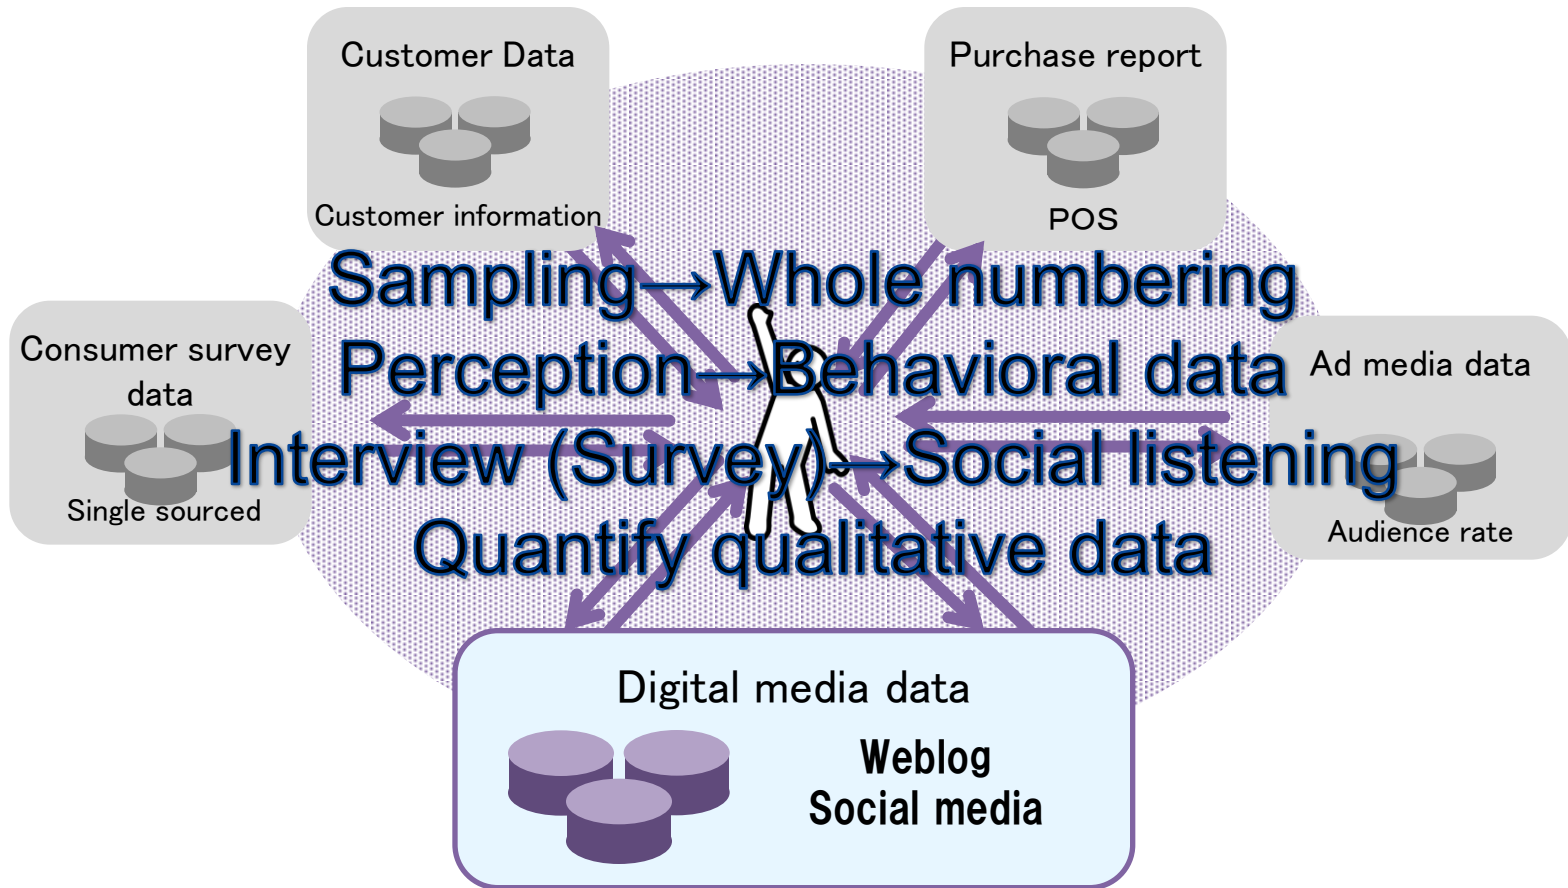 Customer Data
Customer information
Purchase report
POS
Sampling→Whole numbering
Perception→Behavioral data
Interview (Survey)→Social listening
Quantify qualitative data
Consumer survey
data
Single sourced
Ad media data
Audience rate
Digital media data
Weblog
Social media